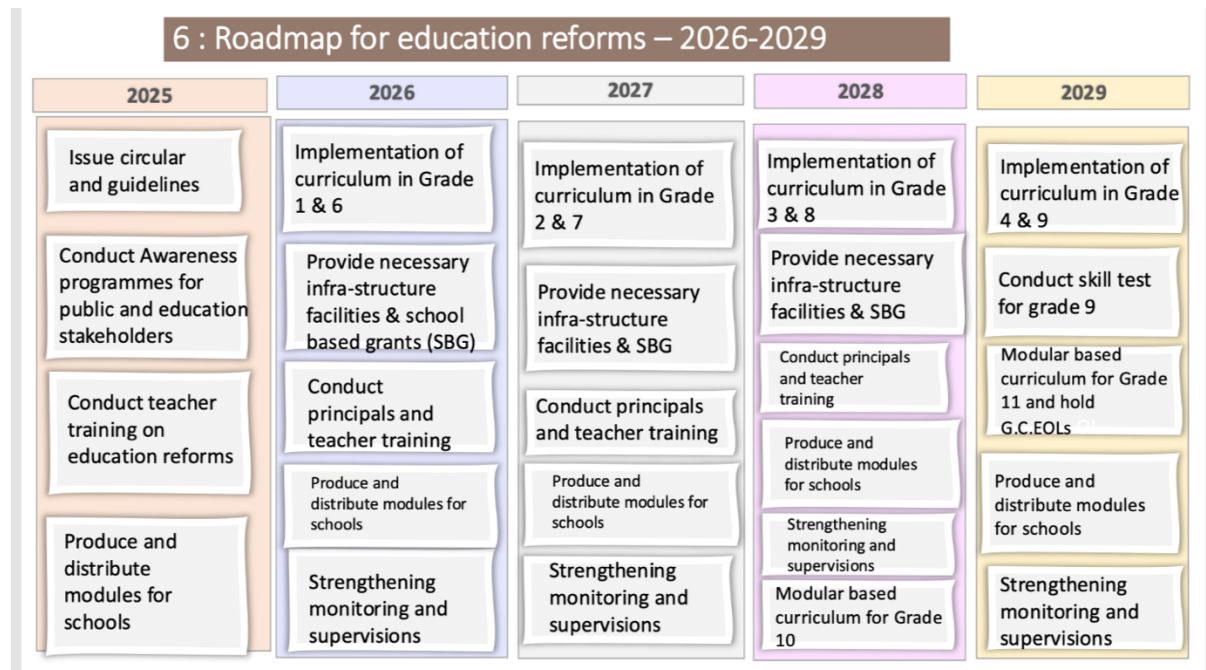 6 : Roadmap for education reforms – 2026-2029
2025
Issue circular
and guidelines
Conduct Awareness
programmes for
public and education
stakeholders
Conduct teacher
training on
education reforms
Produce and
distribute
modules for
schools
2026
Implementation of
curriculum in Grade
1 & 6
Provide necessary
infra-structure
facilities & school
based grants (SBG)
Conduct
principals and
teacher training
Produce and
distribute modules for
schools
Strengthening
monitoring and
supervisions
2027
Implementation of
curriculum in Grade
2 & 7
Provide necessary
infra-structure
facilities & SBG
Conduct principals
and teacher training
Produce and
distribute modules for
schools
Strengthening
monitoring and
supervisions
2028
Implementation of
curriculum in Grade
3 & 8
Provide necessary
infra-structure
facilities & SBG
Conduct principals
and teacher
training
Produce and
distribute modules
for schools
Strengthening
monitoring and
supervisions
Modular based
curriculum for Grade
10
2029
Implementation of
curriculum in Grade
4 & 9
Conduct skill test
for grade 9
Modular based
curriculum for Grade
11 and hold
G.C.EOLs
Produce and
distribute modules
for schools
Strengthening
monitoring and
supervisions